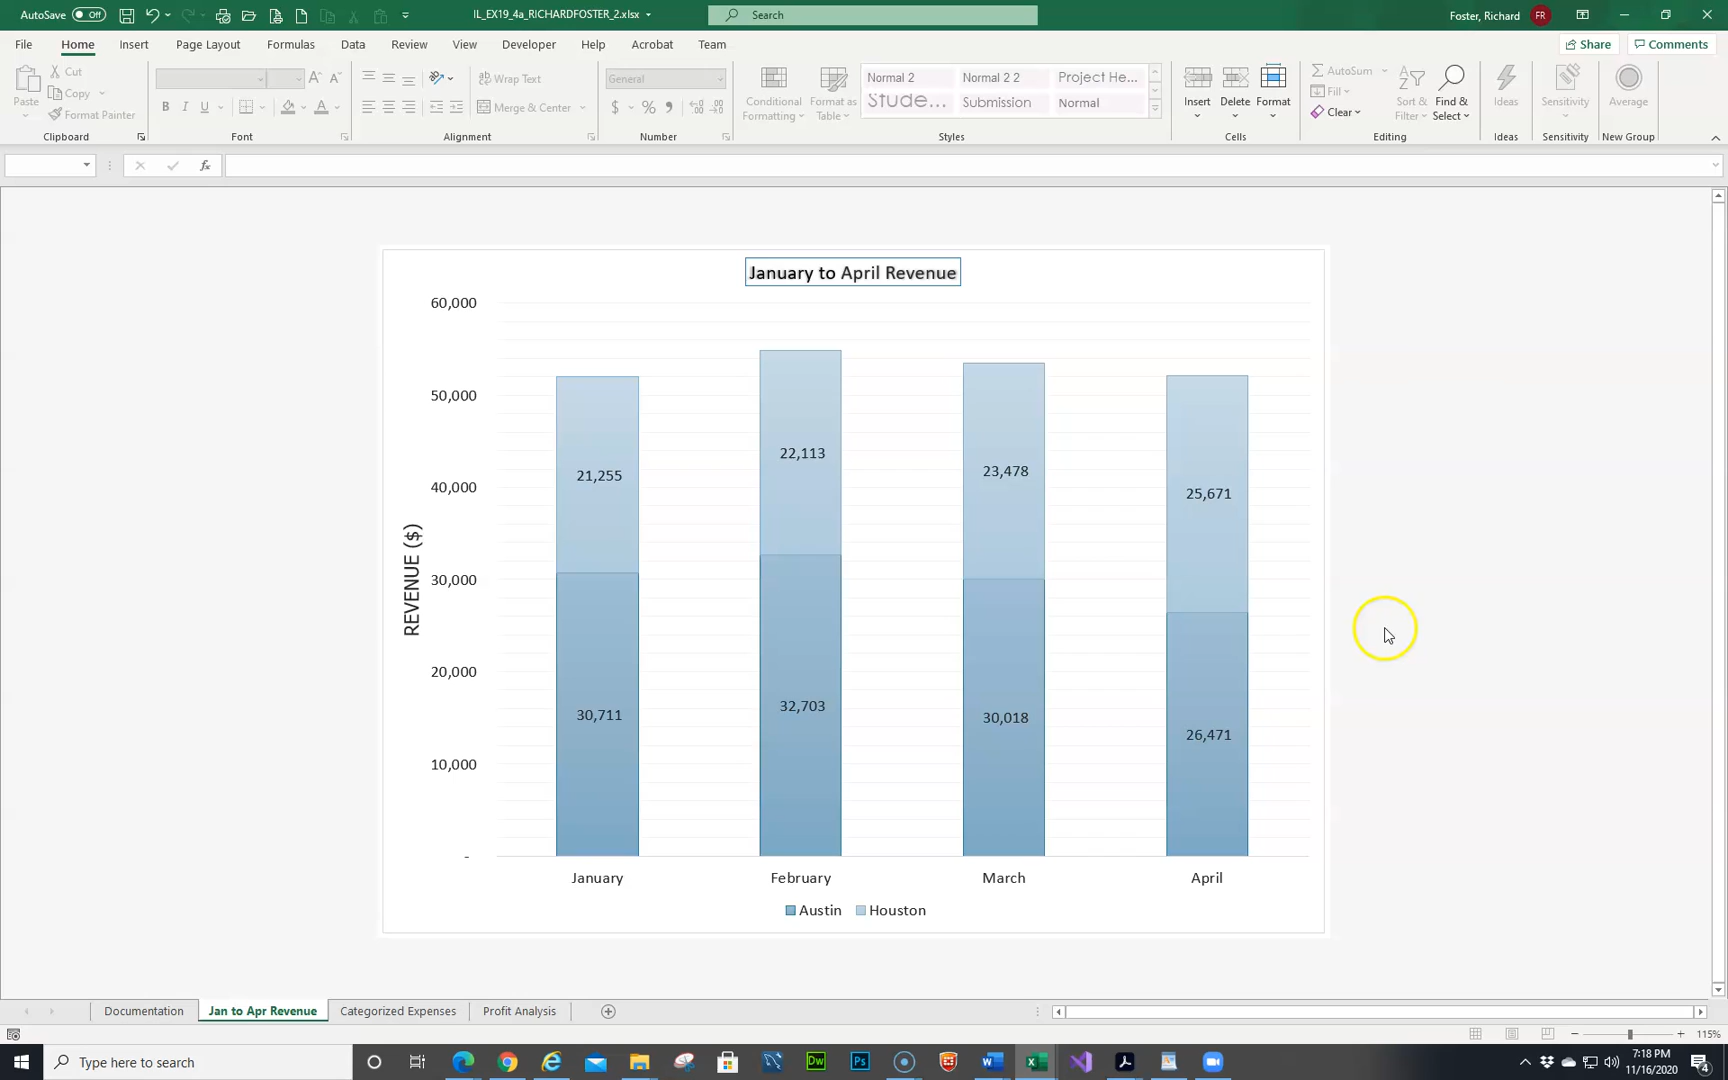 AutoSave Off
IL_EX19_4a_RICHARDFOSTER_2.xlsx
Search
Foster, Richard FR
File Home Insert Page Layout Formulas Data Review View Developer Help Acrobat Team
Share Comments
Paste
Cut
Copy
Format Painter
Clipboard
B I U
Font
Wrap Text
Merge & Center
Alignment
General
$ %
Number
Conditional Formatting
Format as Table
Normal 2 Normal 2 2 Project He...
Stude... Submission Normal
Styles
Insert Delete Format
Cells
AutoSum
Fill
Clear
Sort & Filter
Find & Select
Editing
Ideas
Ideas
Sensitivity
Sensitivity
Average
New Group
fx
January to April Revenue
60,000
50,000
40,000
30,000
20,000
10,000
-
REVENUE ($)
21,255 22,113 23,478 25,671
30,711 32,703 30,018 26,471
January February March April
Austin Houston
Documentation Jan to Apr Revenue Categorized Expenses Profit Analysis
115%
Type here to search
7:18 PM
11/16/2020
4